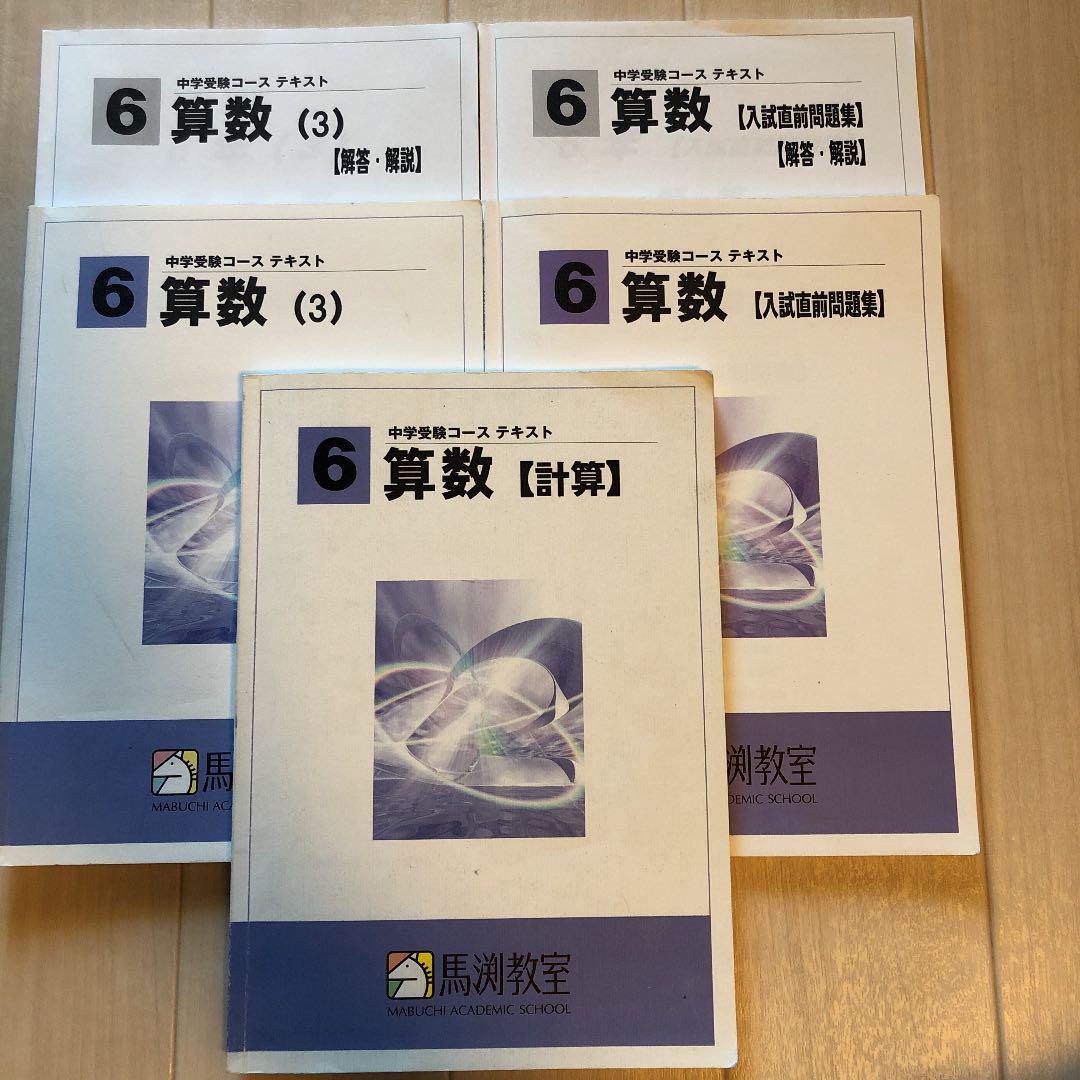 中学受験コース テキスト
6 算数（3）
【解答・解説】
中学受験コース テキスト
6 算数【入試直前問題集】
【解答・解説】
中学受験コース テキスト
6 算数（3）
馬
MABUCHI
中学受験コース テキスト
6 算数【入試直前問題集】
渕教室
SCHOOL
中学受験コース テキスト
6 算数【計算】
馬渕教室
MABUCHI ACADEMIC SCHOOL